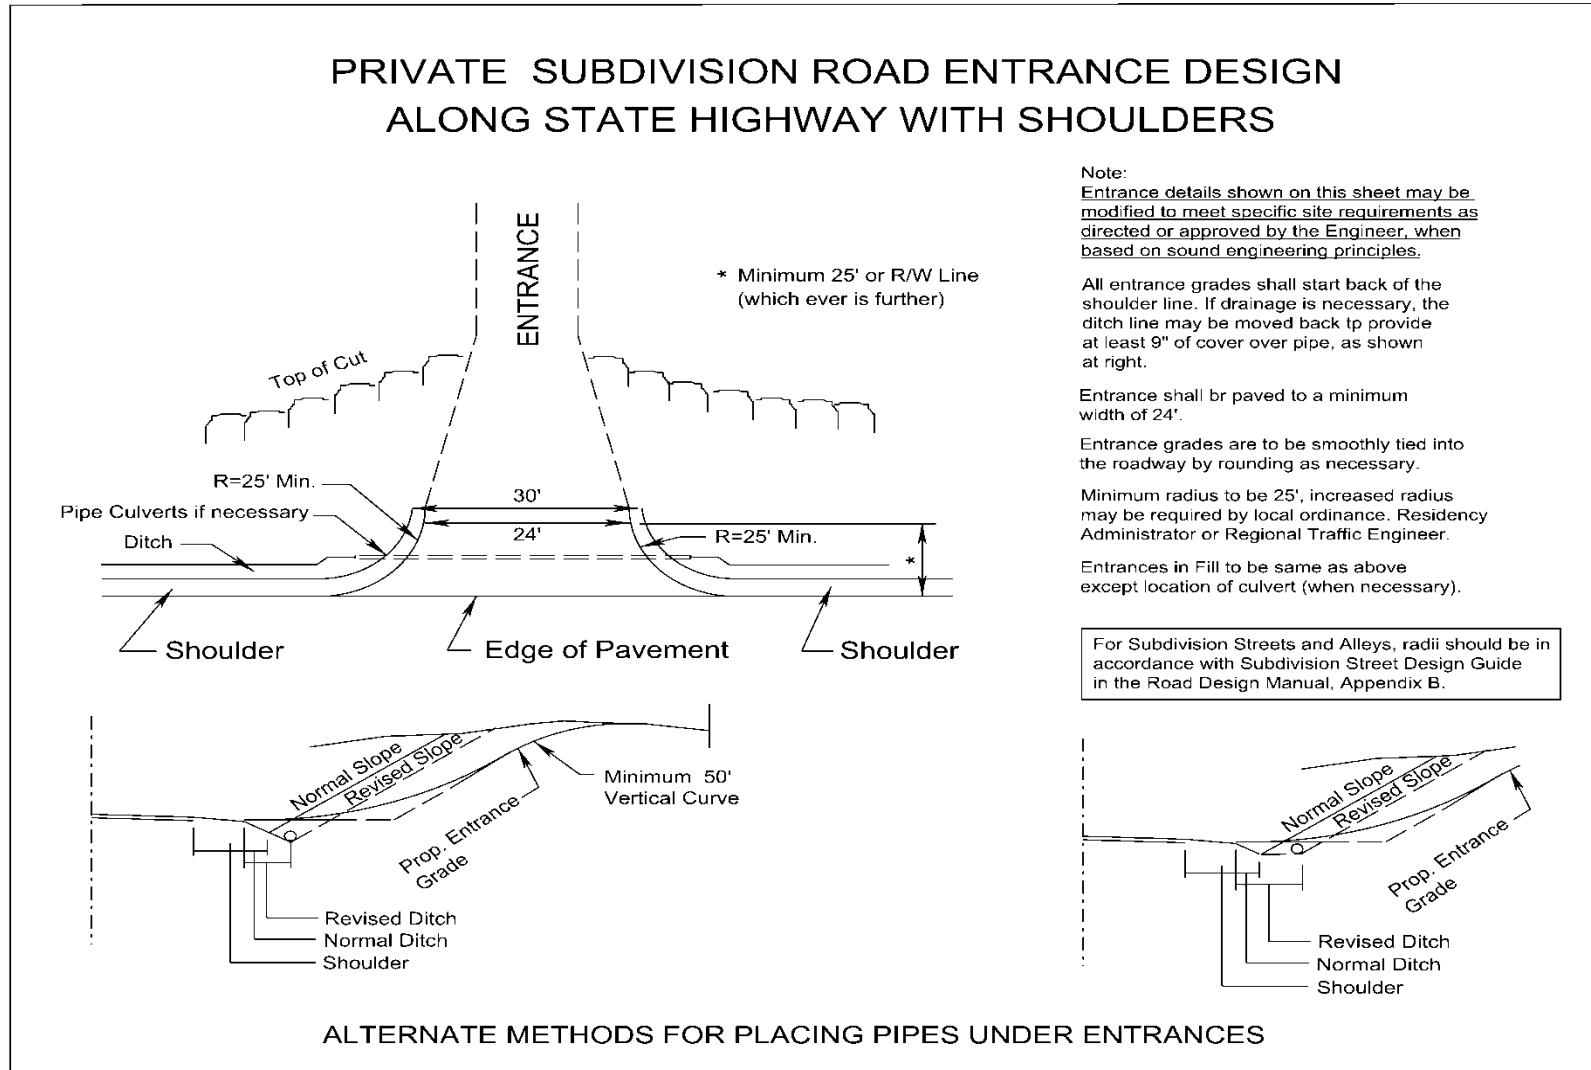 PRIVATE SUBDIVISION ROAD ENTRANCE DESIGN
ALONG STATE HIGHWAY WITH SHOULDERS
ENTRANCE
* Minimum 25' or R/W Line
(which ever is further)
Top of Cut
R=25' Min.
Pipe Culverts if necessary
Ditch
30'
24'
R=25' Min.
*
Shoulder
Edge of Pavement
Shoulder
Note:
Entrance details shown on this sheet may be
modified to meet specific site requirements as
directed or approved by the Engineer, when
based on sound engineering principles.
All entrance grades shall start back of the
shoulder line. If drainage is necessary, the
ditch line may be moved back tp provide
at least 9" of cover over pipe, as shown
at right.
Entrance shall br paved to a minimum
width of 24'.
Entrance grades are to be smoothly tied into
the roadway by rounding as necessary.
Minimum radius to be 25', increased radius
may be required by local ordinance. Residency
Administrator or Regional Traffic Engineer.
Entrances in Fill to be same as above
except location of culvert (when necessary).
For Subdivision Streets and Alleys, radii should be in
accordance with Subdivision Street Design Guide
in the Road Design Manual, Appendix B.
Normal Slope
Revised Slope
Minimum 50'
Vertical Curve
Prop. Entrance
Grade
Revised Ditch
Normal Ditch
Shoulder
Normal Slope
Revised Slope
Prop. Entrance
Grade
Revised Ditch
Normal Ditch
Shoulder
ALTERNATE METHODS FOR PLACING PIPES UNDER ENTRANCES